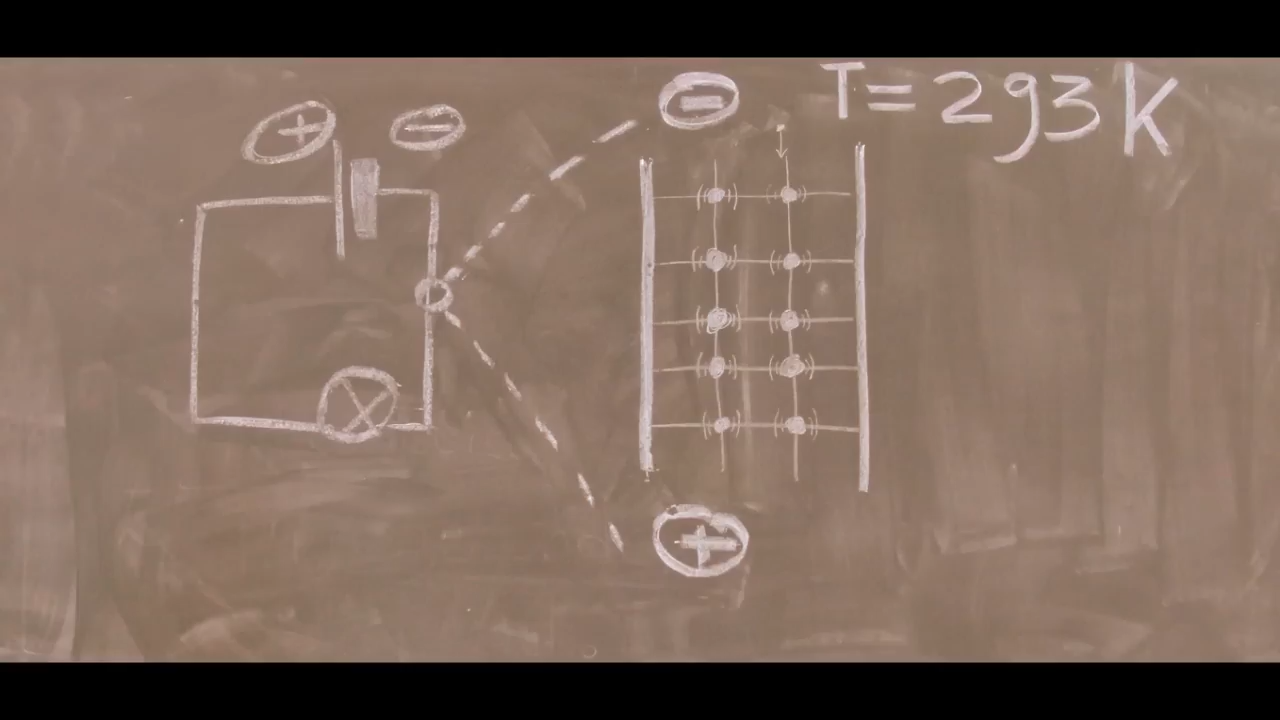 + -
-
T = 293 K
+